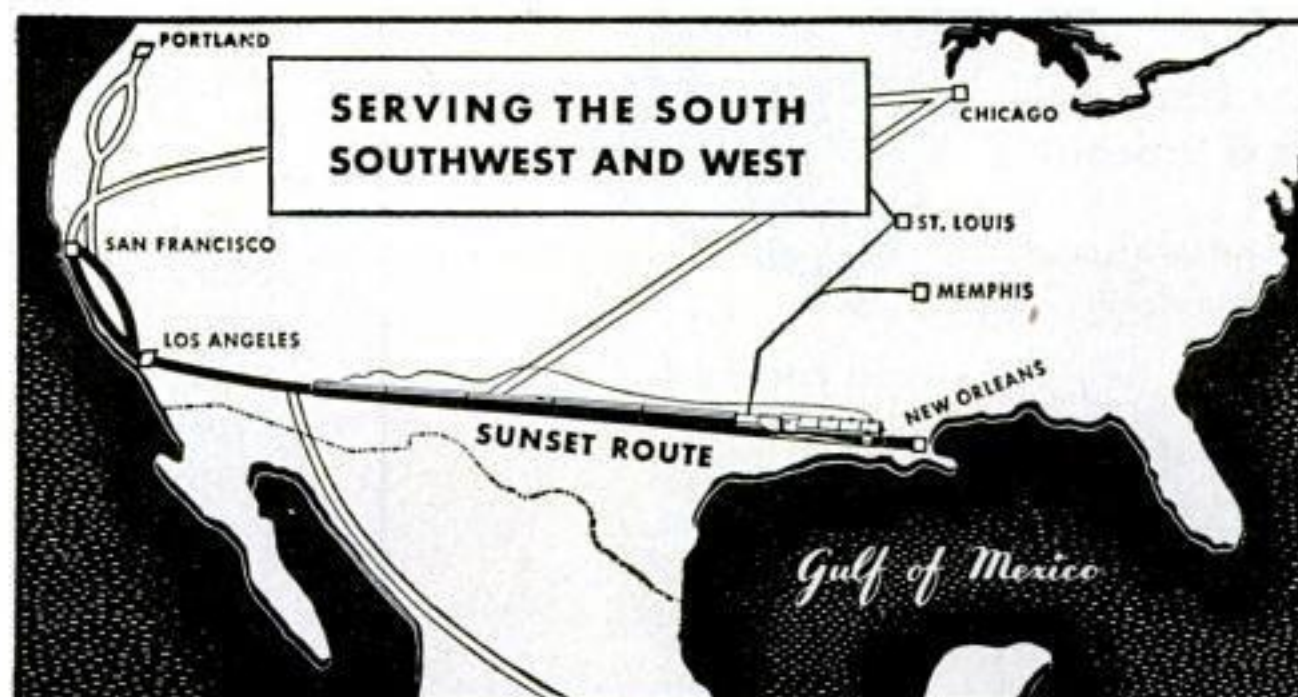 PORTLAND
SERVING THE SOUTH
SOUTHWEST AND WEST
CHICAGO
ST. LOUIS
SAN FRANCISCO
MEMPHIS
LOS ANGELES
NEW ORLEANS
SUNSET ROUTE
Gulf of Mexico